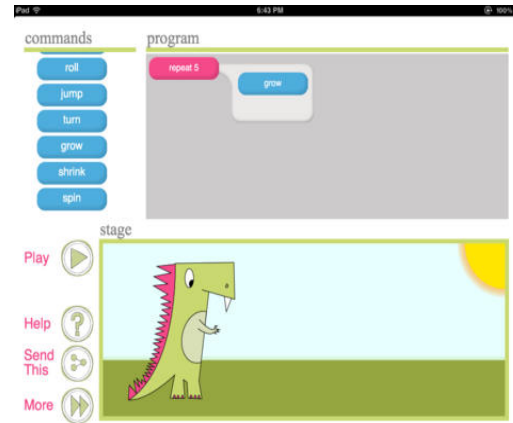 iPad 6:43 PM 100%
commands program
roll
repeat 5
grow
jump
turn
grow
shrink
spin
stage
Play
Help
Send
This
More